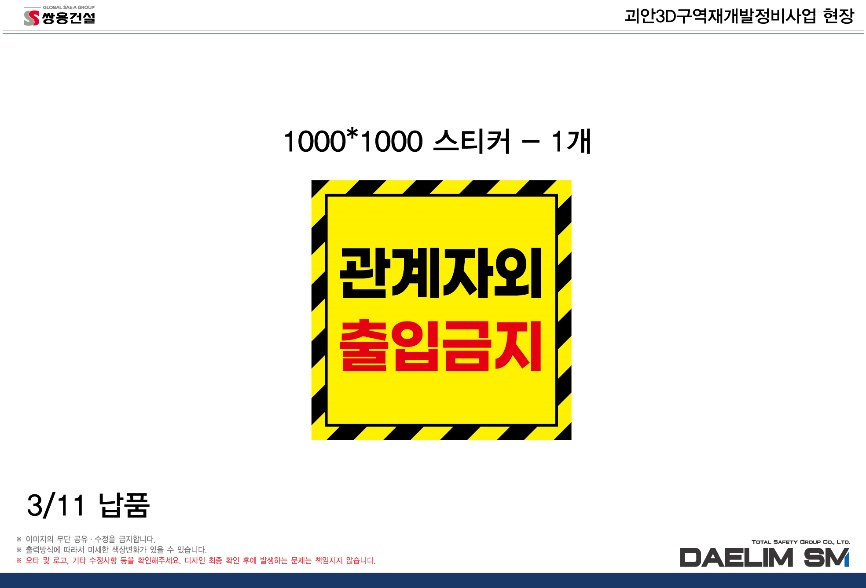 GLOBAL SAE-A GROUP
쌍용건설
괴안3D구역재개발정비사업 현장
1000*1000 스티커 - 1개
관계자외
출입금지
3/11 납품
※ 이미지의 무단 공유 · 수정을 금지합니다.
※ 출력방식에 따라서 미세한 색상변화가 있을 수 있습니다.
※ 오타 및 로고, 기타 수정사항 등을 확인해주세요. 디자인 최종 확인 후에 발생하는 문제는 책임지지 않습니다.
TOTAL SAFETY GROUP CO., LTD.
DAELIM SM